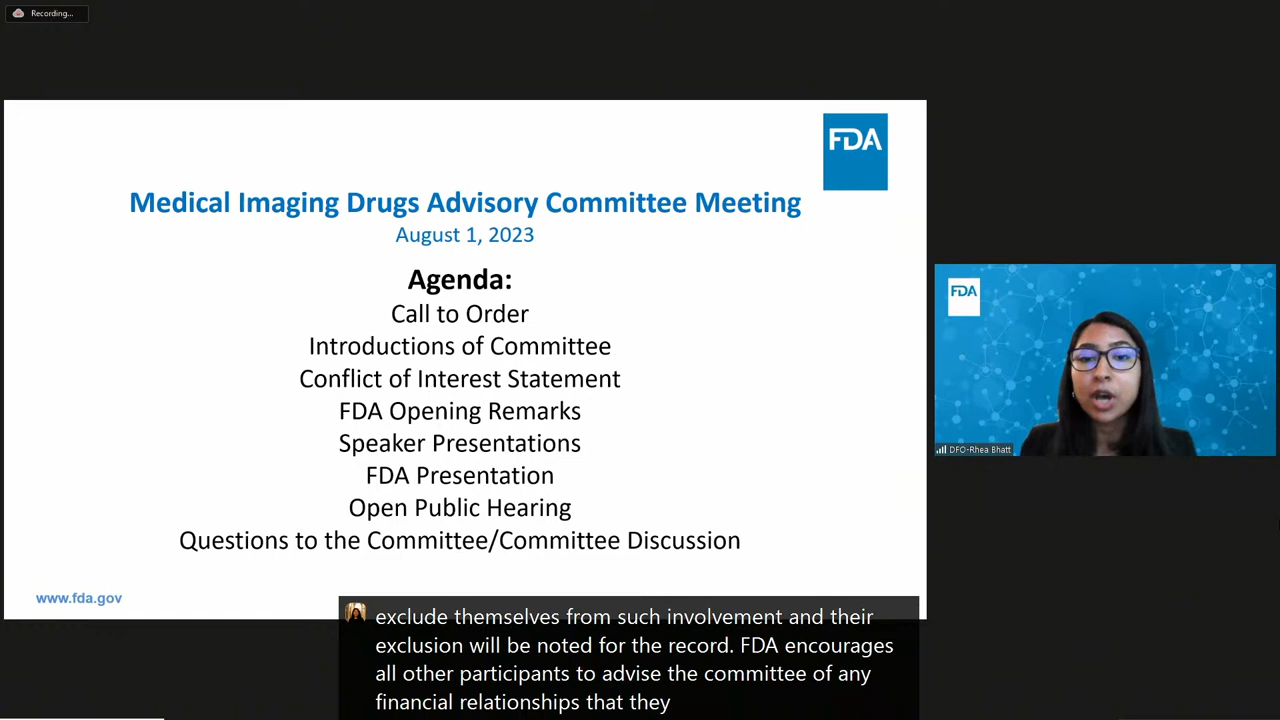 Recording...
FDA
Medical Imaging Drugs Advisory Committee Meeting
August 1, 2023
Agenda:
Call to Order
Introductions of Committee
Conflict of Interest Statement
FDA Opening Remarks
Speaker Presentations
FDA Presentation
Open Public Hearing
Questions to the Committee/Committee Discussion
www.fda.gov
FDA
DFO-Rhea Bhatt
exclude themselves from such involvement and their
exclusion will be noted for the record. FDA encourages
all other participants to advise the committee of any
financial relationships that they